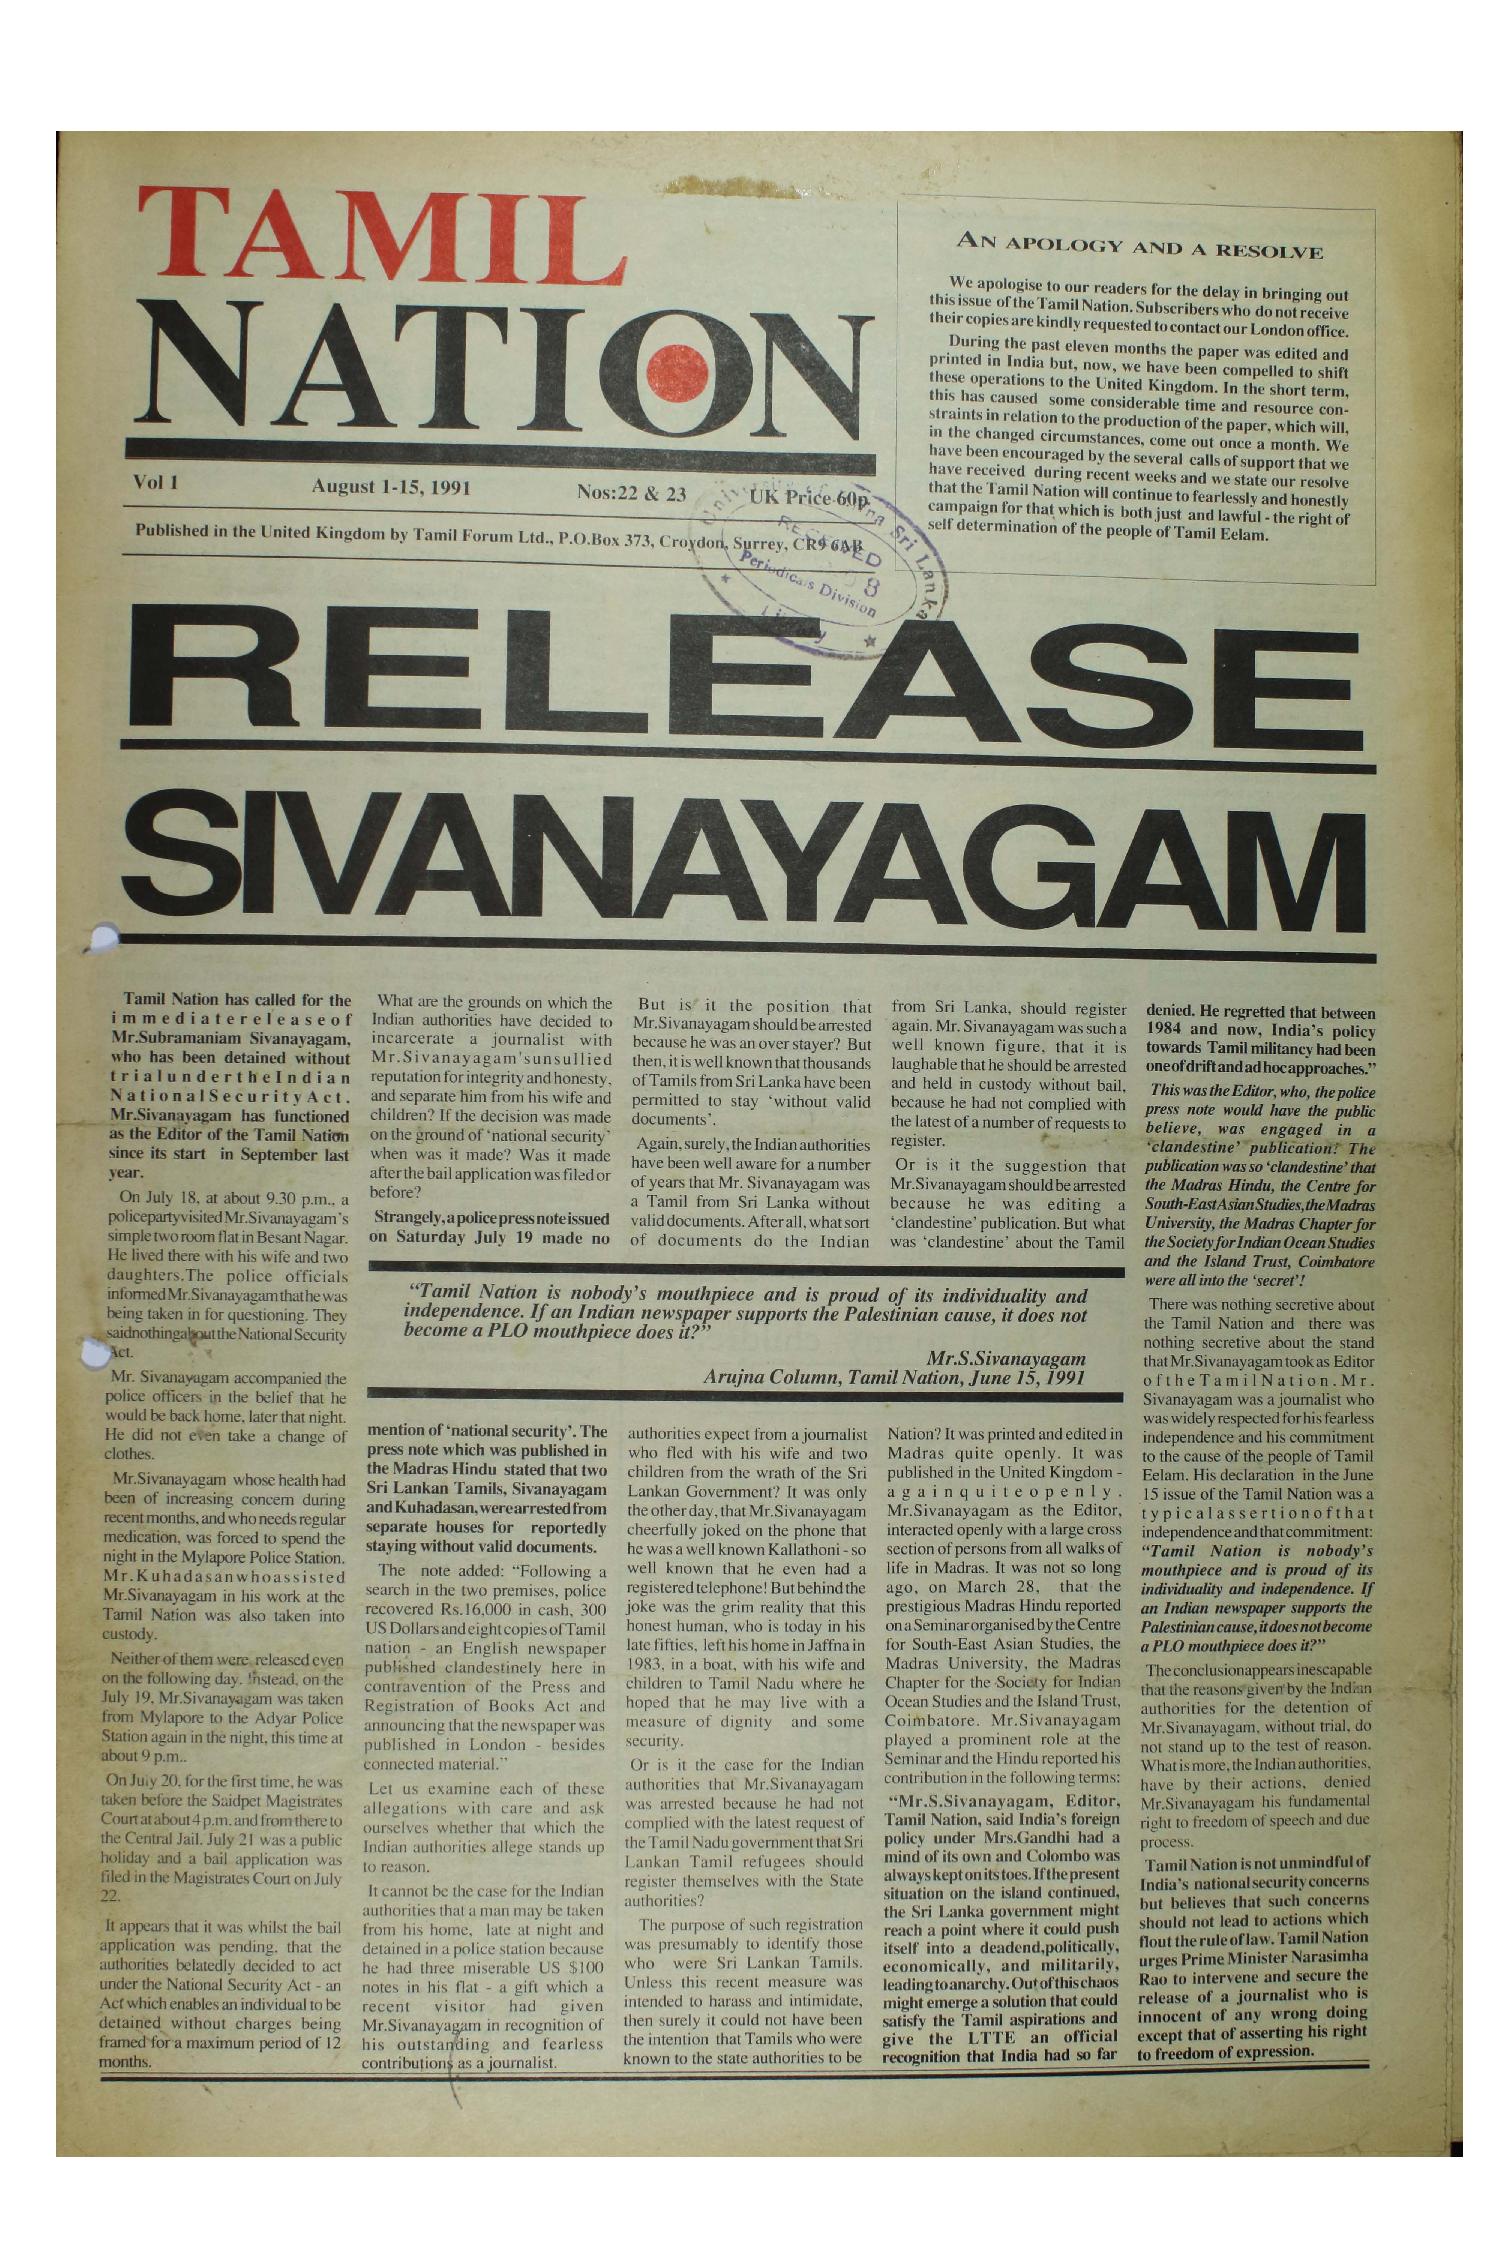 TAMIL
NATION
Vol 1 August 1-15, 1991 Nos:22 & 23 UK Price 60p
Published in the United Kingdom by Tamil Forum Ltd., P.O.Box 373, Croydon, Surrey, CR9 6AB
Sri Lanka
RECEIVED
8
Periodicals Division
Library
AN APOLOGY AND A RESOLVE
We apologise to our readers for the delay in bringing out
this issue of the Tamil Nation. Subscribers who do not receive
their copies are kindly requested to contact our London office.
During the past eleven months the paper was edited and
printed in India but, now, we have been compelled to shift
these operations to the United Kingdom. In the short term,
this has caused some considerable time and resource con-
straints in relation to the production of the paper, which will,
in the changed circumstances, come out once a month. We
have been encouraged by the several calls of support that we
have received during recent weeks and we state our resolve
that the Tamil Nation will continue to fearlessly and honestly
campaign for that which is both just and lawful - the right of
self determination of the people of Tamil Eelam.
RELEASE
SIVANAYAGAM
Tamil Nation has called for the
immediate release of
Mr.Subramaniam Sivanayagam,
who has been detained without
trial under the Indian
National Security Act.
Mr.Sivanayagam has functioned
as the Editor of the Tamil Nation
since its start in September last
year.
On July 18, at about 9.30 p.m., a
police party visited Mr.Sivanayagam's
simple two room flat in Besant Nagar.
He lived there with his wife and two
daughters.The police officials
informed Mr.Sivanayagam that he was
being taken in for questioning. They
said nothing about the National Security
Act.
Mr. Sivanayagam accompanied the
police officers in the belief that he
would be back home, later that night.
He did not even take a change of
clothes.
Mr.Sivanayagam whose health had
been of increasing concern during
recent months, and who needs regular
medication, was forced to spend the
night in the Mylapore Police Station.
Mr.Kuhadasan who assisted
Mr.Sivanayagam in his work at the
Tamil Nation was also taken into
custody.
Neither of them were released even
on the following day. Instead, on the
July 19, Mr.Sivanayagam was taken
from Mylapore to the Adyar Police
Station again in the night, this time at
about 9 p.m..
On July 20, for the first time, he was
taken before the Saidpet Magistrates
Court at about 4 p.m. and from there to
the Central Jail. July 21 was a public
holiday and a bail application was
filed in the Magistrates Court on July
22.
It appears that it was whilst the bail
application was pending, that the
authorities belatedly decided to act
under the National Security Act - an
Act which enables an individual to be
detained without charges being
framed for a maximum period of 12
months.
What are the grounds on which the
Indian authorities have decided to
incarcerate a journalist with
Mr.Sivanayagam's unsullied
reputation for integrity and honesty,
and separate him from his wife and
children? If the decision was made
on the ground of 'national security'
when was it made? Was it made
after the bail application was filed or
before?
Strangely, a police press note issued
on Saturday July 19 made no
mention of 'national security'. The
press note which was published in
the Madras Hindu stated that two
Sri Lankan Tamils, Sivanayagam
and Kuhadasan, were arrested from
separate houses for reportedly
staying without valid documents.
The note added: "Following a
search in the two premises, police
recovered Rs.16,000 in cash, 300
US Dollars and eight copies of Tamil
nation - an English newspaper
published clandestinely here in
contravention of the Press and
Registration of Books Act and
announcing that the newspaper was
published in London - besides
connected material."
Let us examine each of these
allegations with care and ask
ourselves whether that which the
Indian authorities allege stands up
to reason.
It cannot be the case for the Indian
authorities that a man may be taken
from his home, late at night and
detained in a police station because
he had three miserable US $100
notes in his flat - a gift which a
recent visitor had given
Mr.Sivanayagam in recognition of
his outstanding and fearless
contributions as a journalist.
But is it the position that
Mr.Sivanayagam should be arrested
because he was an over stayer? But
then, it is well known that thousands
of Tamils from Sri Lanka have been
permitted to stay 'without valid
documents'.
Again, surely, the Indian authorities
have been well aware for a number
of years that Mr. Sivanayagam was
a Tamil from Sri Lanka without
valid documents. After all, what sort
of documents do the Indian
authorities expect from a journalist
who fled with his wife and two
children from the wrath of the Sri
Lankan Government? It was only
the other day, that Mr.Sivanayagam
cheerfully joked on the phone that
he was a well known Kallathoni - so
well known that he even had a
registered telephone! But behind the
joke was the grim reality that this
honest human, who is today in his
late fifties, left his home in Jaffna in
1983, in a boat, with his wife and
children to Tamil Nadu where he
hoped that he may live with a
measure of dignity and some
security.
Or is it the case for the Indian
authorities that Mr.Sivanayagam
was arrested because he had not
complied with the latest request of
the Tamil Nadu government that Sri
Lankan Tamil refugees should
register themselves with the State
authorities?
The purpose of such registration
was presumably to identify those
who were Sri Lankan Tamils.
Unless this recent measure was
intended to harass and intimidate,
then surely it could not have been
the intention that Tamils who were
known to the state authorities to be
from Sri Lanka, should register
again. Mr. Sivanayagam was such a
well known figure, that it is
laughable that he should be arrested
and held in custody without bail,
because he had not complied with
the latest of a number of requests to
register.
Or is it the suggestion that
Mr.Sivanayagam should be arrested
because he was editing a
'clandestine' publication. But what
was 'clandestine' about the Tamil
"Tamil Nation is nobody's mouthpiece and is proud of its individuality and
independence. If an Indian newspaper supports the Palestinian cause, it does not
become a PLO mouthpiece does it?"
Mr.S.Sivanayagam
Arujna Column, Tamil Nation, June 15, 1991
Nation? It was printed and edited in
Madras quite openly. It was
published in the United Kingdom -
again quite openly.
Mr.Sivanayagam as the Editor,
interacted openly with a large cross
section of persons from all walks of
life in Madras. It was not so long
ago, on March 28, that the
prestigious Madras Hindu reported
on a Seminar organised by the Centre
for South-East Asian Studies, the
Madras University, the Madras
Chapter for the Society for Indian
Ocean Studies and the Island Trust,
Coimbatore. Mr.Sivanayagam
played a prominent role at the
Seminar and the Hindu reported his
contribution in the following terms:
"Mr.S.Sivanayagam, Editor,
Tamil Nation, said India's foreign
policy under Mrs.Gandhi had a
mind of its own and Colombo was
always kept on its toes. If the present
situation on the island continued,
the Sri Lanka government might
reach a point where it could push
itself into a deadend,politically,
economically, and militarily,
leading to anarchy. Out of this chaos
might emerge a solution that could
satisfy the Tamil aspirations and
give the LTTE an official
recognition that India had so far
denied. He regretted that between
1984 and now, India's policy
towards Tamil militancy had been
one of drift and ad hoc approaches."
This was the Editor, who, the police
press note would have the public
believe, was engaged in a
'clandestine' publication! The
publication was so 'clandestine' that
the Madras Hindu, the Centre for
South-East Asian Studies, the Madras
University, the Madras Chapter for
the Society for Indian Ocean Studies
and the Island Trust, Coimbatore
were all into the 'secret'!
There was nothing secretive about
the Tamil Nation and there was
nothing secretive about the stand
that Mr.Sivanayagam took as Editor
of the Tamil Nation. Mr.
Sivanayagam was a journalist who
was widely respected for his fearless
independence and his commitment
to the cause of the people of Tamil
Eelam. His declaration in the June
15 issue of the Tamil Nation was a
typical assertion of that
independence and that commitment:
"Tamil Nation is nobody's
mouthpiece and is proud of its
individuality and independence. If
an Indian newspaper supports the
Palestinian cause, it does not become
a PLO mouthpiece does it?"
The conclusion appears inescapable
that the reasons given by the Indian
authorities for the detention of
Mr.Sivanayagam, without trial, do
not stand up to the test of reason.
What is more, the Indian authorities,
have by their actions, denied
Mr.Sivanayagam his fundamental
right to freedom of speech and due
process.
Tamil Nation is not unmindful of
India's national security concerns
but believes that such concerns
should not lead to actions which
flout the rule of law. Tamil Nation
urges Prime Minister Narasimha
Rao to intervene and secure the
release of a journalist who is
innocent of any wrong doing
except that of asserting his right
to freedom of expression.